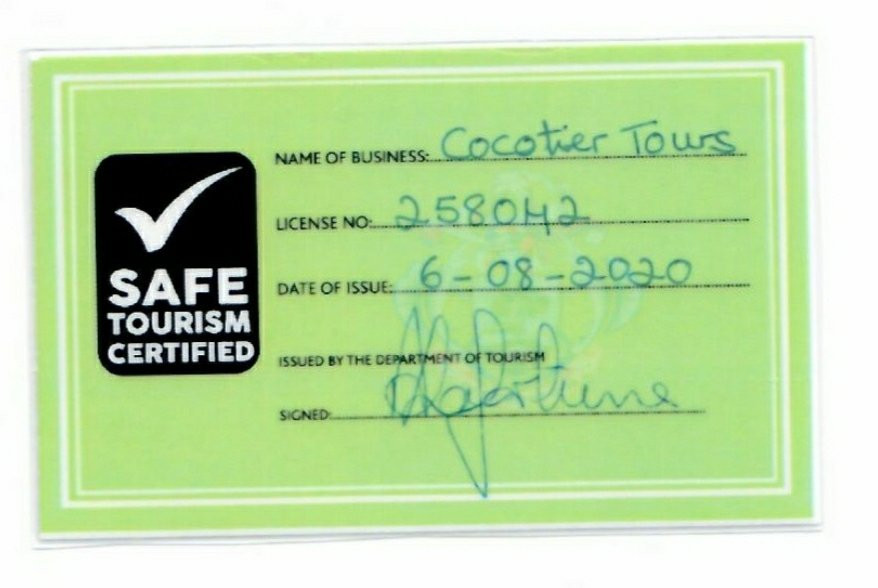 SAFE
TOURISM
CERTIFIED
NAME OF BUSINESS: Cocotier Tours
LICENSE NO: 258042
DATE OF ISSUE: 6-08-2020
ISSUED BY THE DEPARTMENT OF TOURISM
SIGNED: